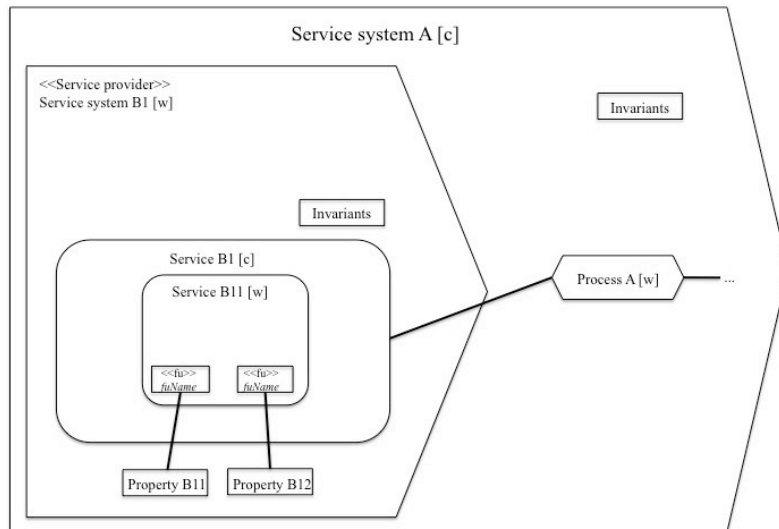 Service system A [c]
<<Service provider>>
Service system B1 [w]
Invariants
Invariants
Service B1 [c]
Service B11 [w]
Process A [w]
...
<<fu>>
fuName
<<fu>>
fuName
Property B11
Property B12